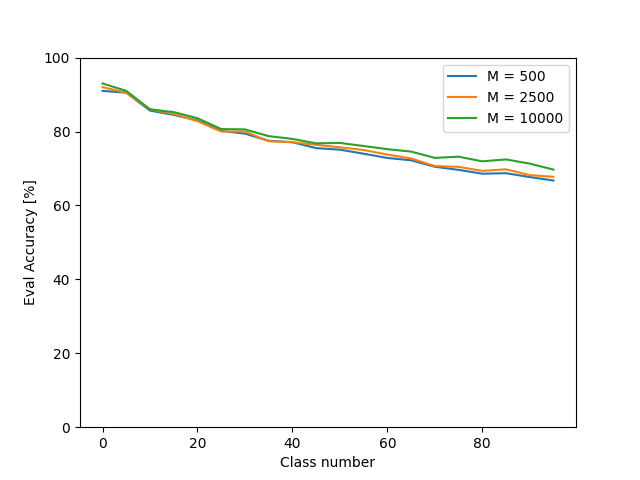 M = 500
M = 2500
M = 10000
Eval Accuracy [%]
100
80
60
40
20
0
0 20 40 60 80
Class number